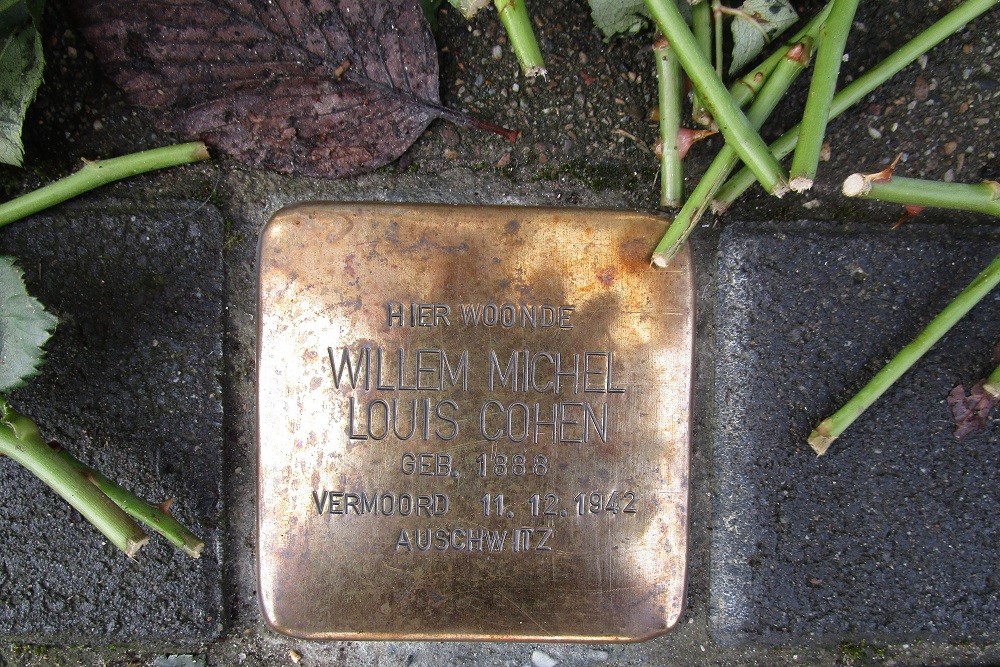 HIER WOONDE
WILLEM MICHEL
LOUIS COHEN
GEB. 1888
VERMOORD 11.12.1942
AUSCHWITZ